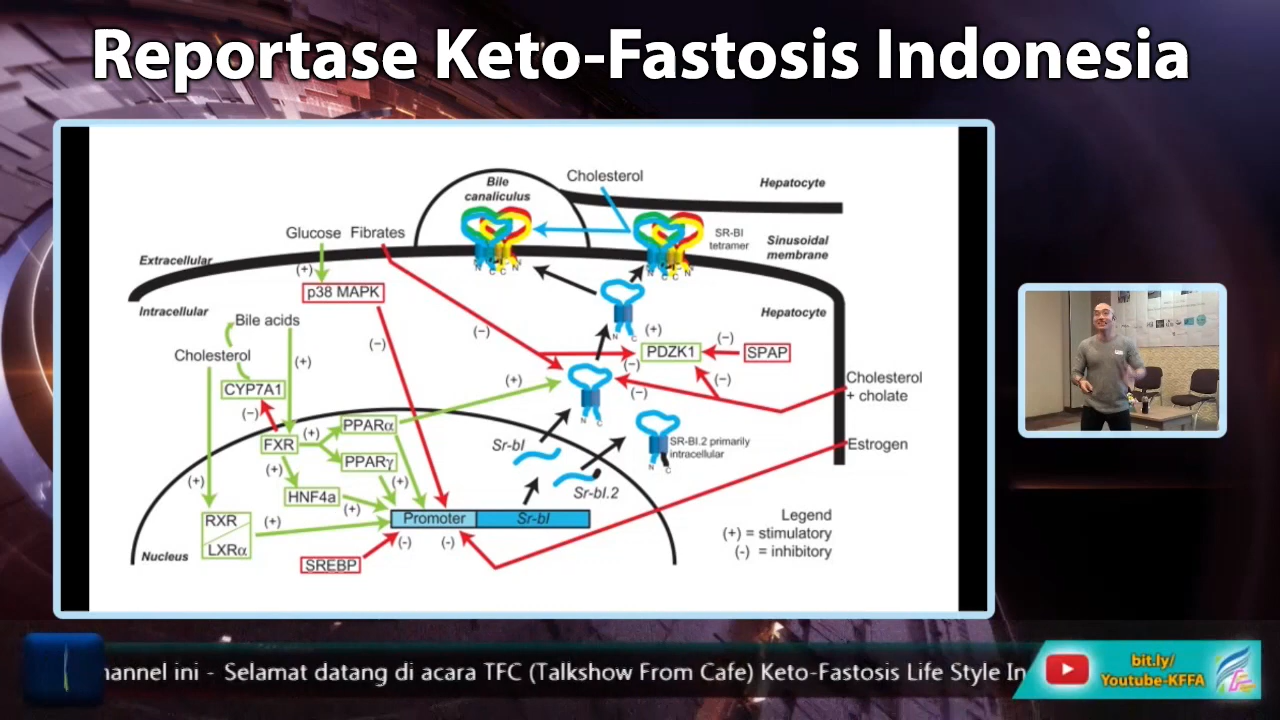 Reportase Keto-Fastosis Indonesia
Bile
canaliculus
Cholesterol
Hepatocyte
Glucose Fibrates
SR-BI
tetramer
Sinusoidal
membrane
Extracellular
(+)
N C C N
N C C N
p38 MAPK
Intracellular
Hepatocyte
Bile acids
(-)
(+)
N C
(-)
Cholesterol
(+)
PDZK1
(-)
SPAP
(-)
CYP7A1
(+)
(-)
(-)
Cholesterol
+ cholate
(-)
N C
PPARα
FXR
(+)
Sr-bI
SR-BI.2 primarily
intracellular
Estrogen
PPARγ
(+)
N C
(+)
(+)
HNF4a
(+)
Sr-bI.2
RXR
LXRα
(+)
Promoter
Sr-bI
Legend
(+) = stimulatory
(-) = inhibitory
(-)
(-)
Nucleus
SREBP
hannel ini - Selamat datang di acara TFC (Talkshow From Cafe) Keto-Fastosis Life Style In
bit.ly/
Youtube-KFFA